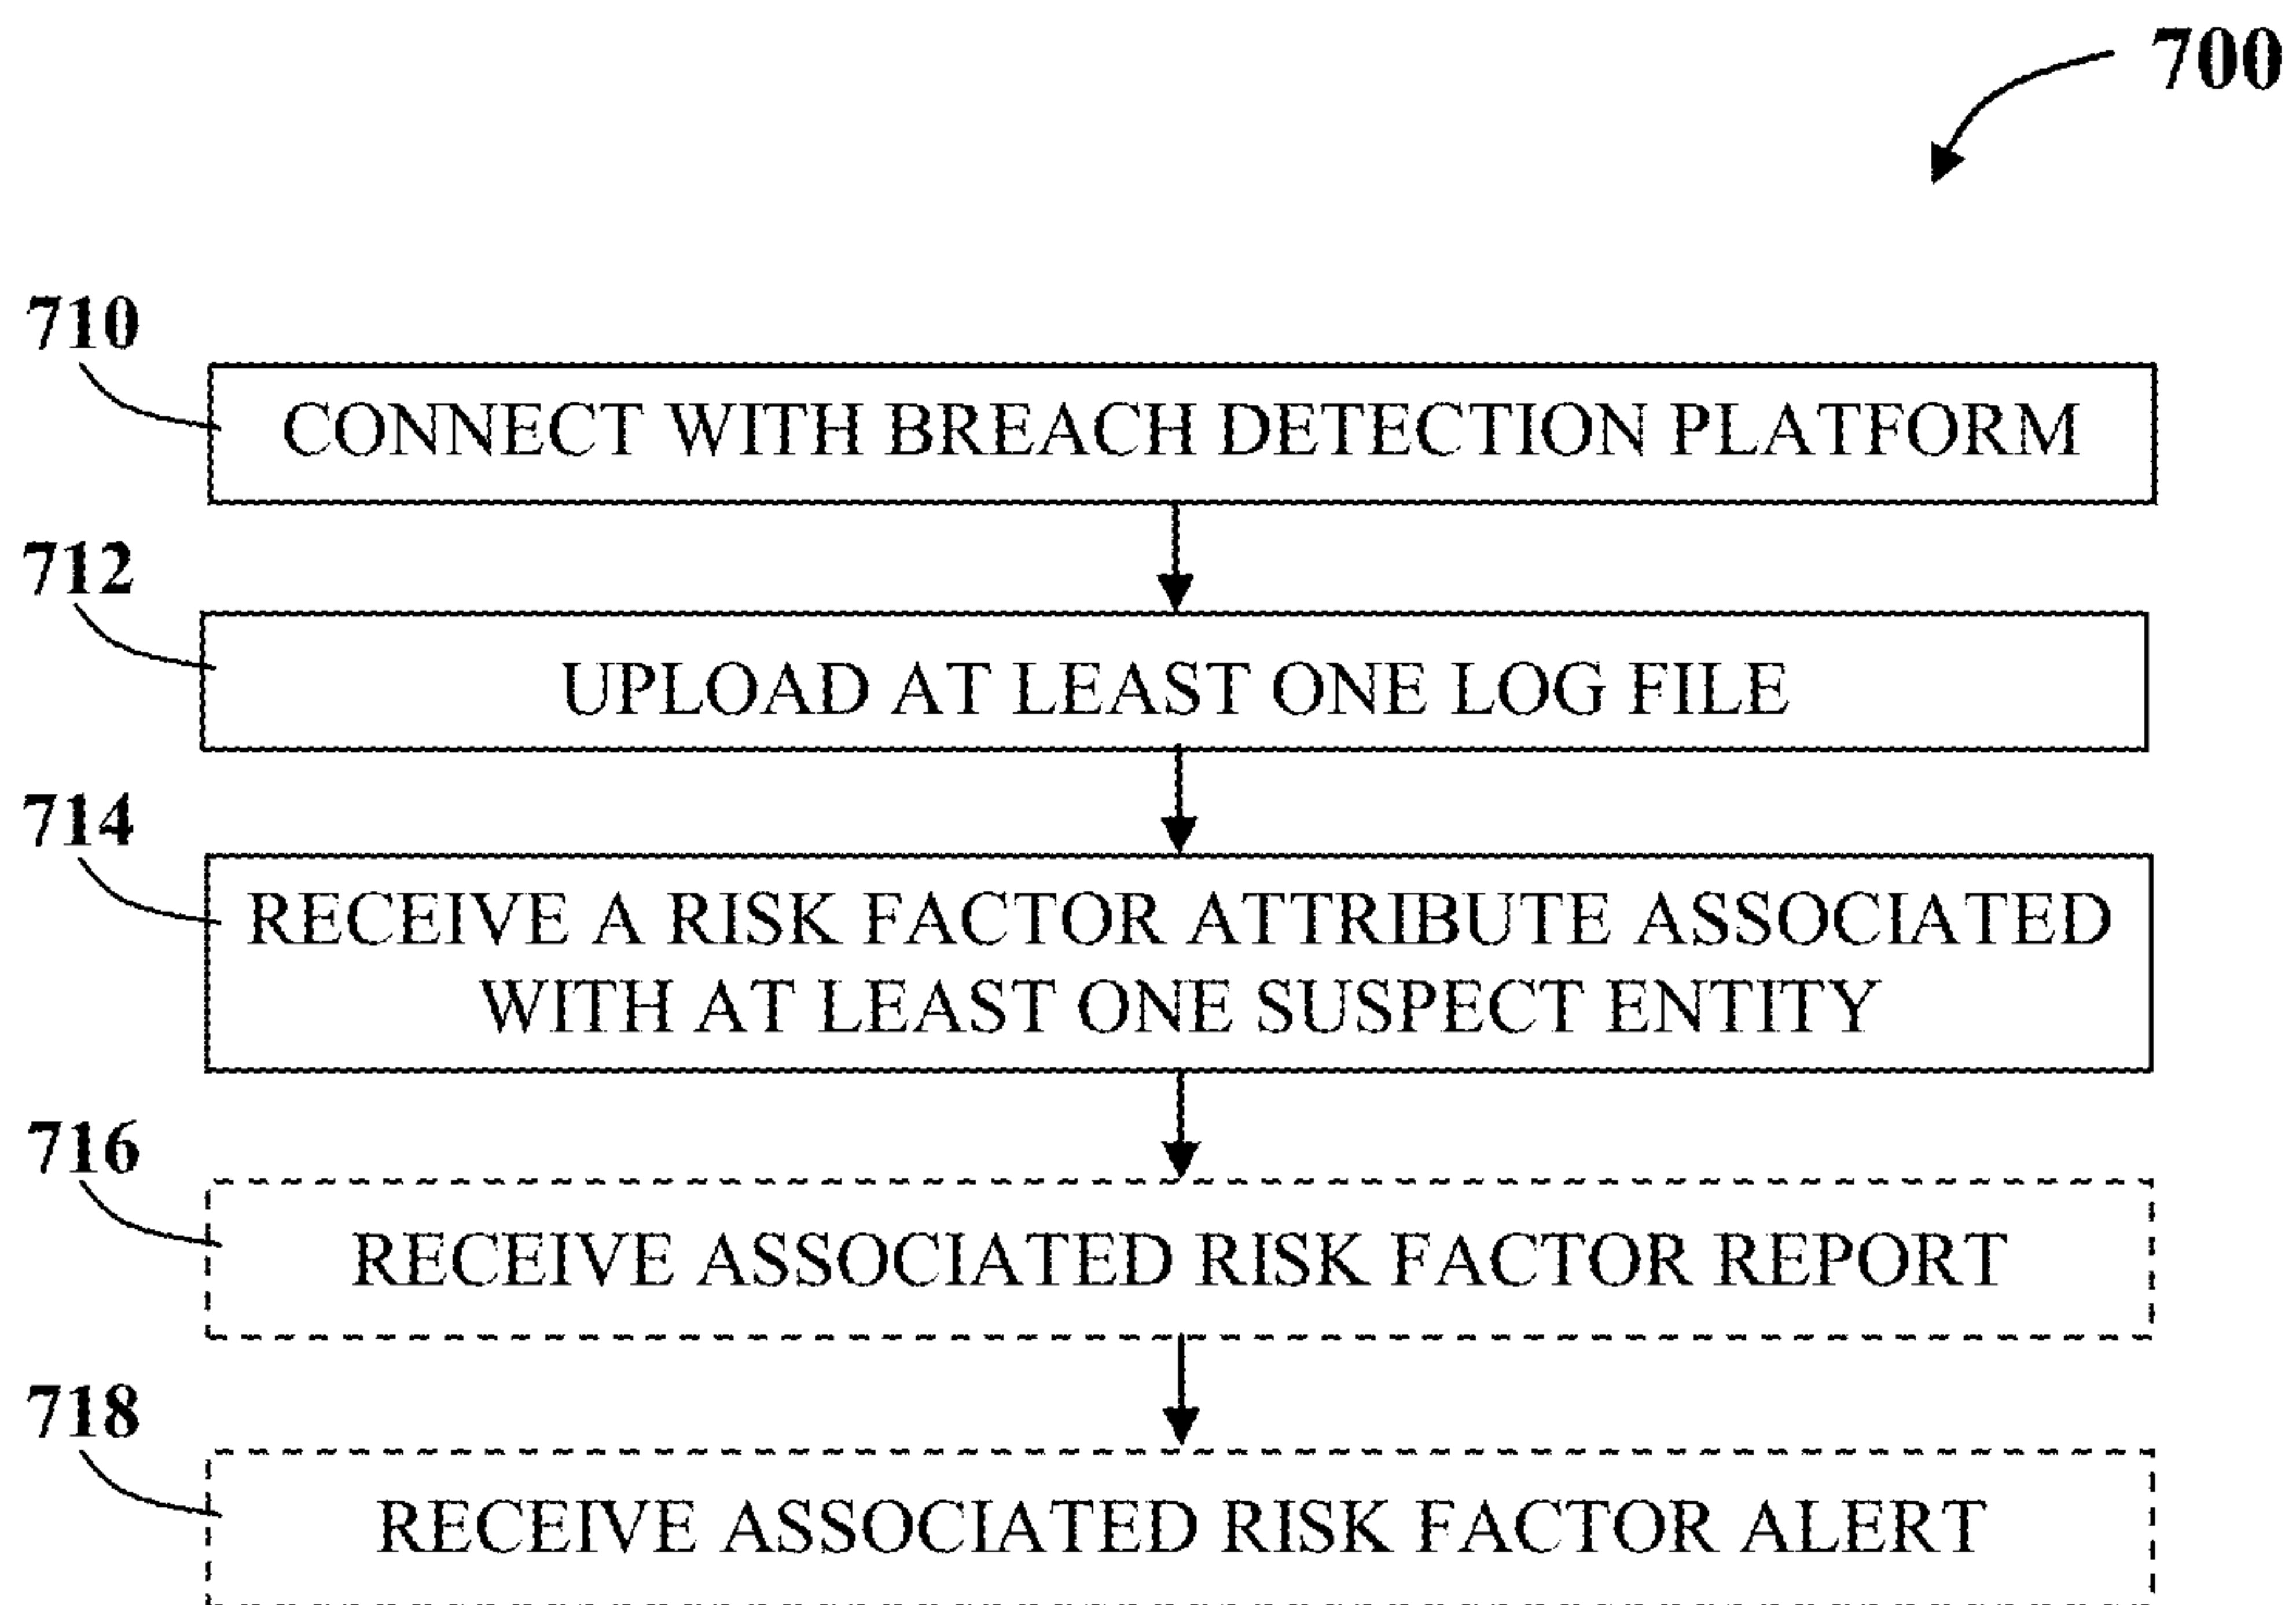 700
710
CONNECT WITH BREACH DETECTION PLATFORM
712
UPLOAD AT LEAST ONE LOG FILE
714
RECEIVE A RISK FACTOR ATTRIBUTE ASSOCIATED
WITH AT LEAST ONE SUSPECT ENTITY
716
RECEIVE ASSOCIATED RISK FACTOR REPORT
718
RECEIVE ASSOCIATED RISK FACTOR ALERT